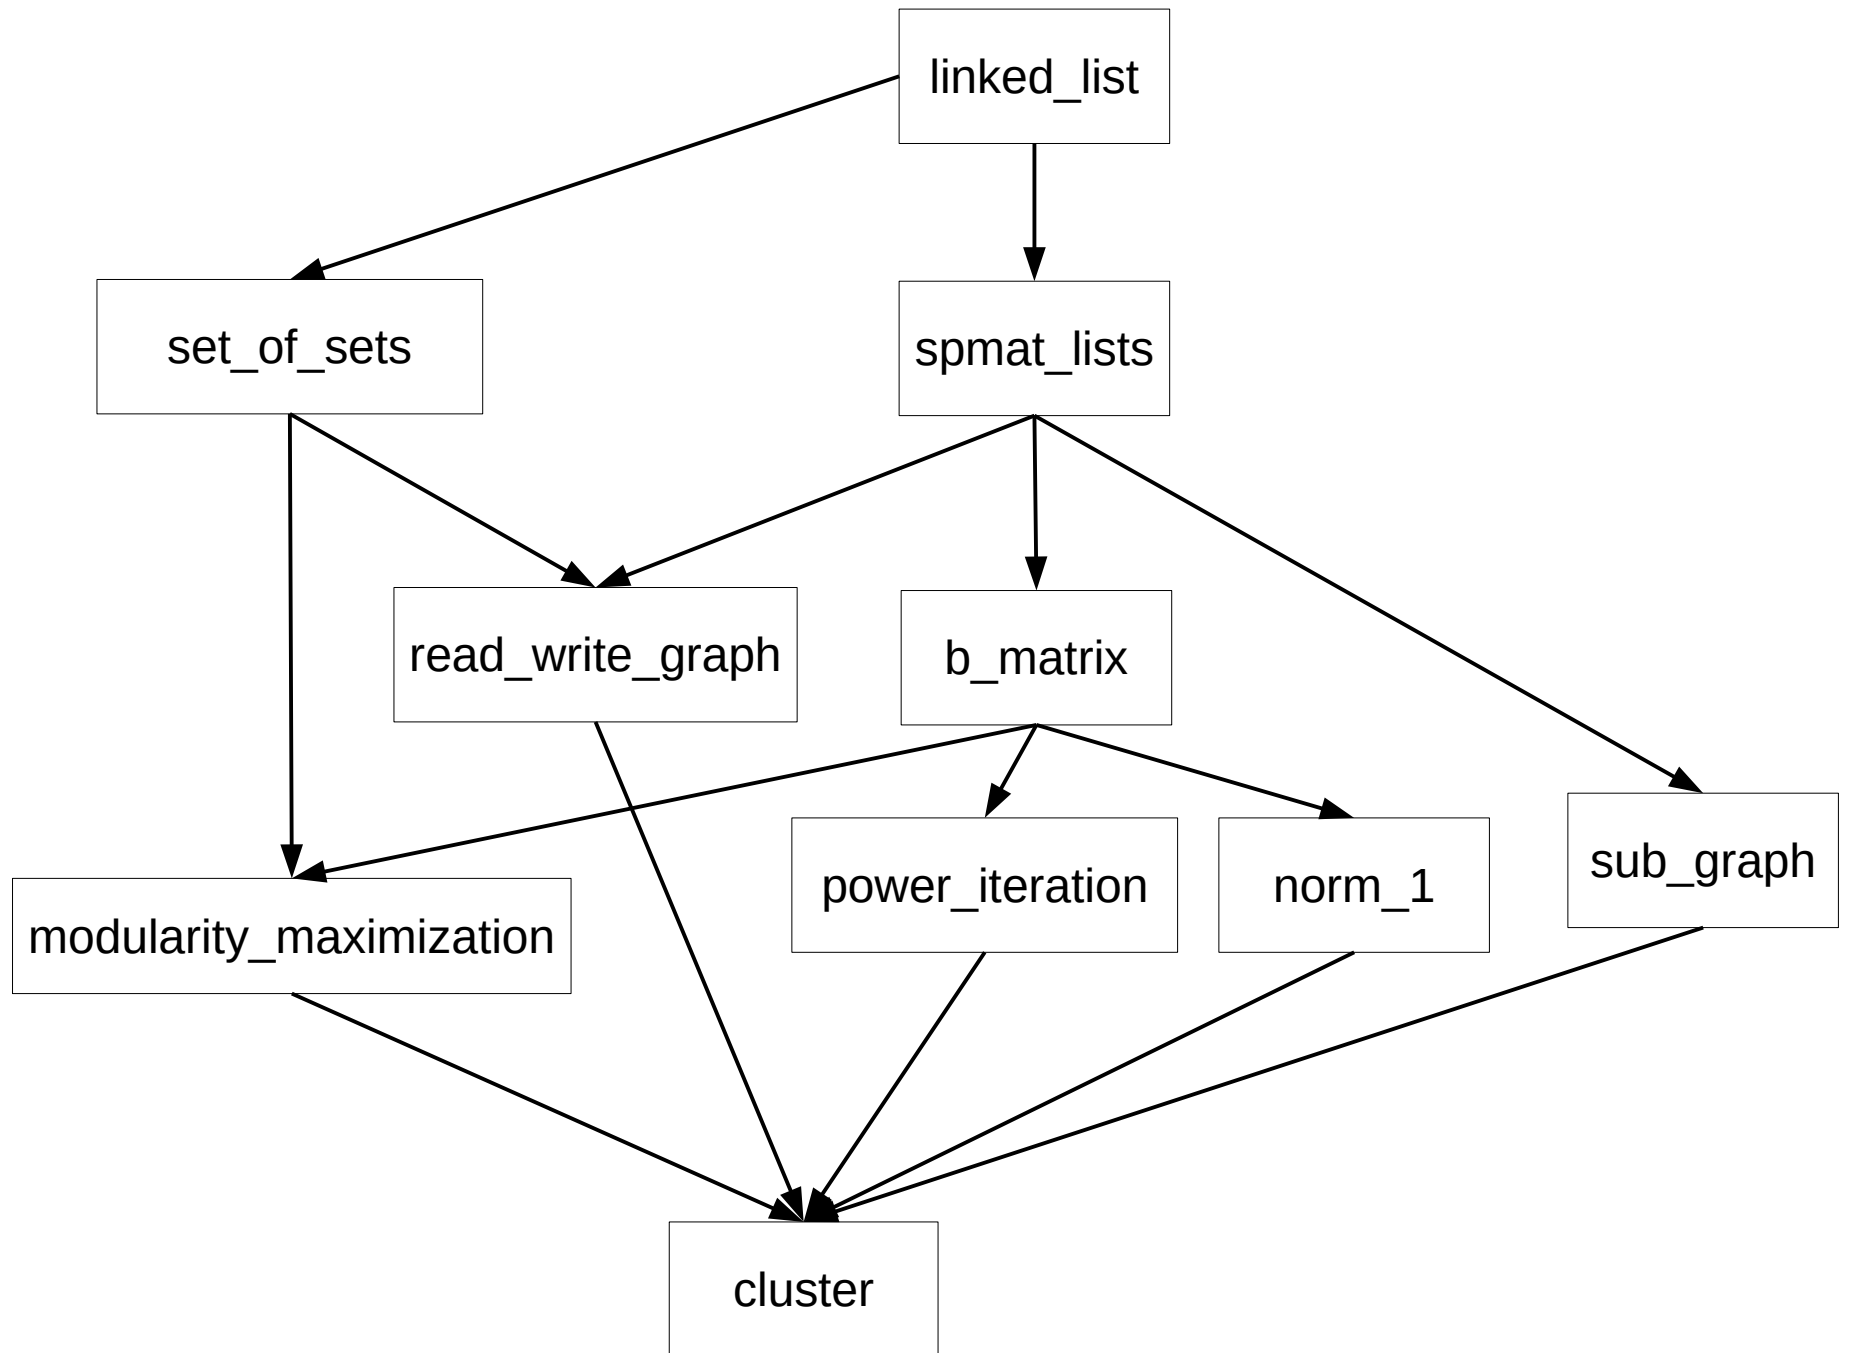 linked_list
set_of_sets
spmat_lists
read_write_graph
b_matrix
sub_graph
power_iteration
norm_1
modularity_maximization
cluster